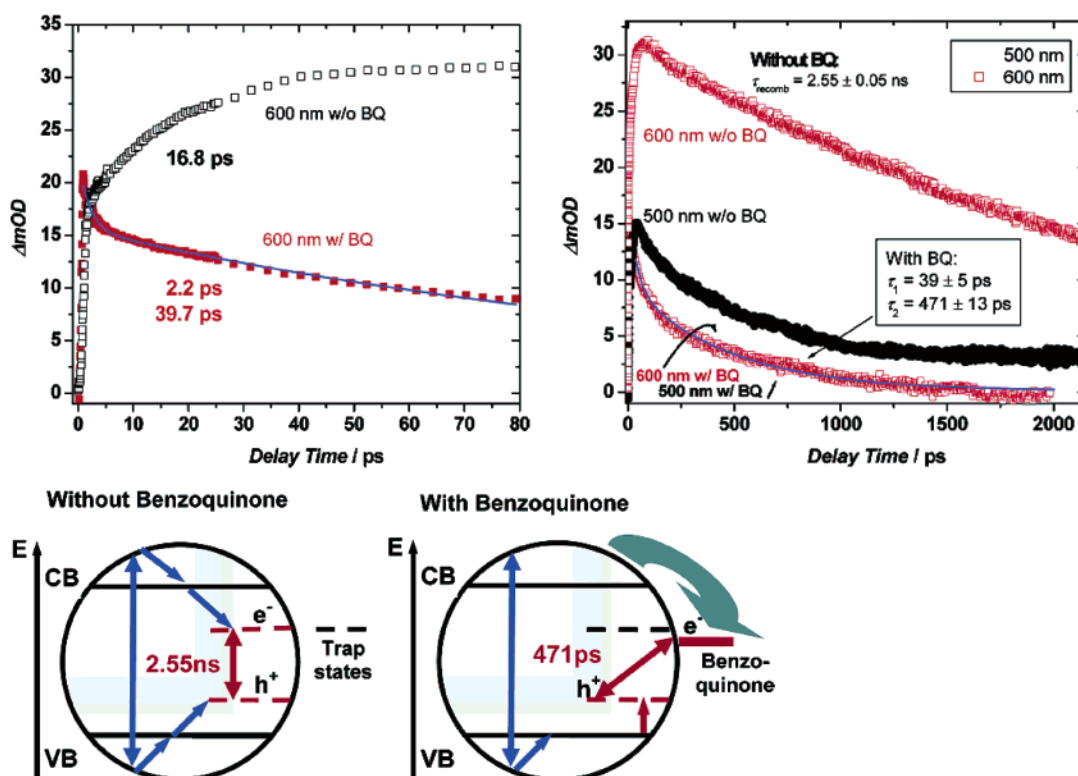 35
30
25
20
15
10
5
0
ΔmOD
600 nm w/o BQ
16.8 ps
600 nm w/ BQ
2.2 ps
39.7 ps
0 10 20 30 40 50 60 70 80
Delay Time / ps
30
25
20
15
10
5
0
ΔmOD
Without BQ:
τrecomb = 2.55 ± 0.05 ns
500 nm
600 nm
600 nm w/o BQ
500 nm w/o BQ
With BQ:
τ1 = 39 ± 5 ps
τ2 = 471 ± 13 ps
600 nm w/ BQ
500 nm w/ BQ
0 500 1000 1500 2000
Delay Time / ps
Without Benzoquinone
E
CB
e-
2.55ns
h+
VB
Trap
states
With Benzoquinone
E
CB
e-
471ps
h+
VB
Benzo-
quinone